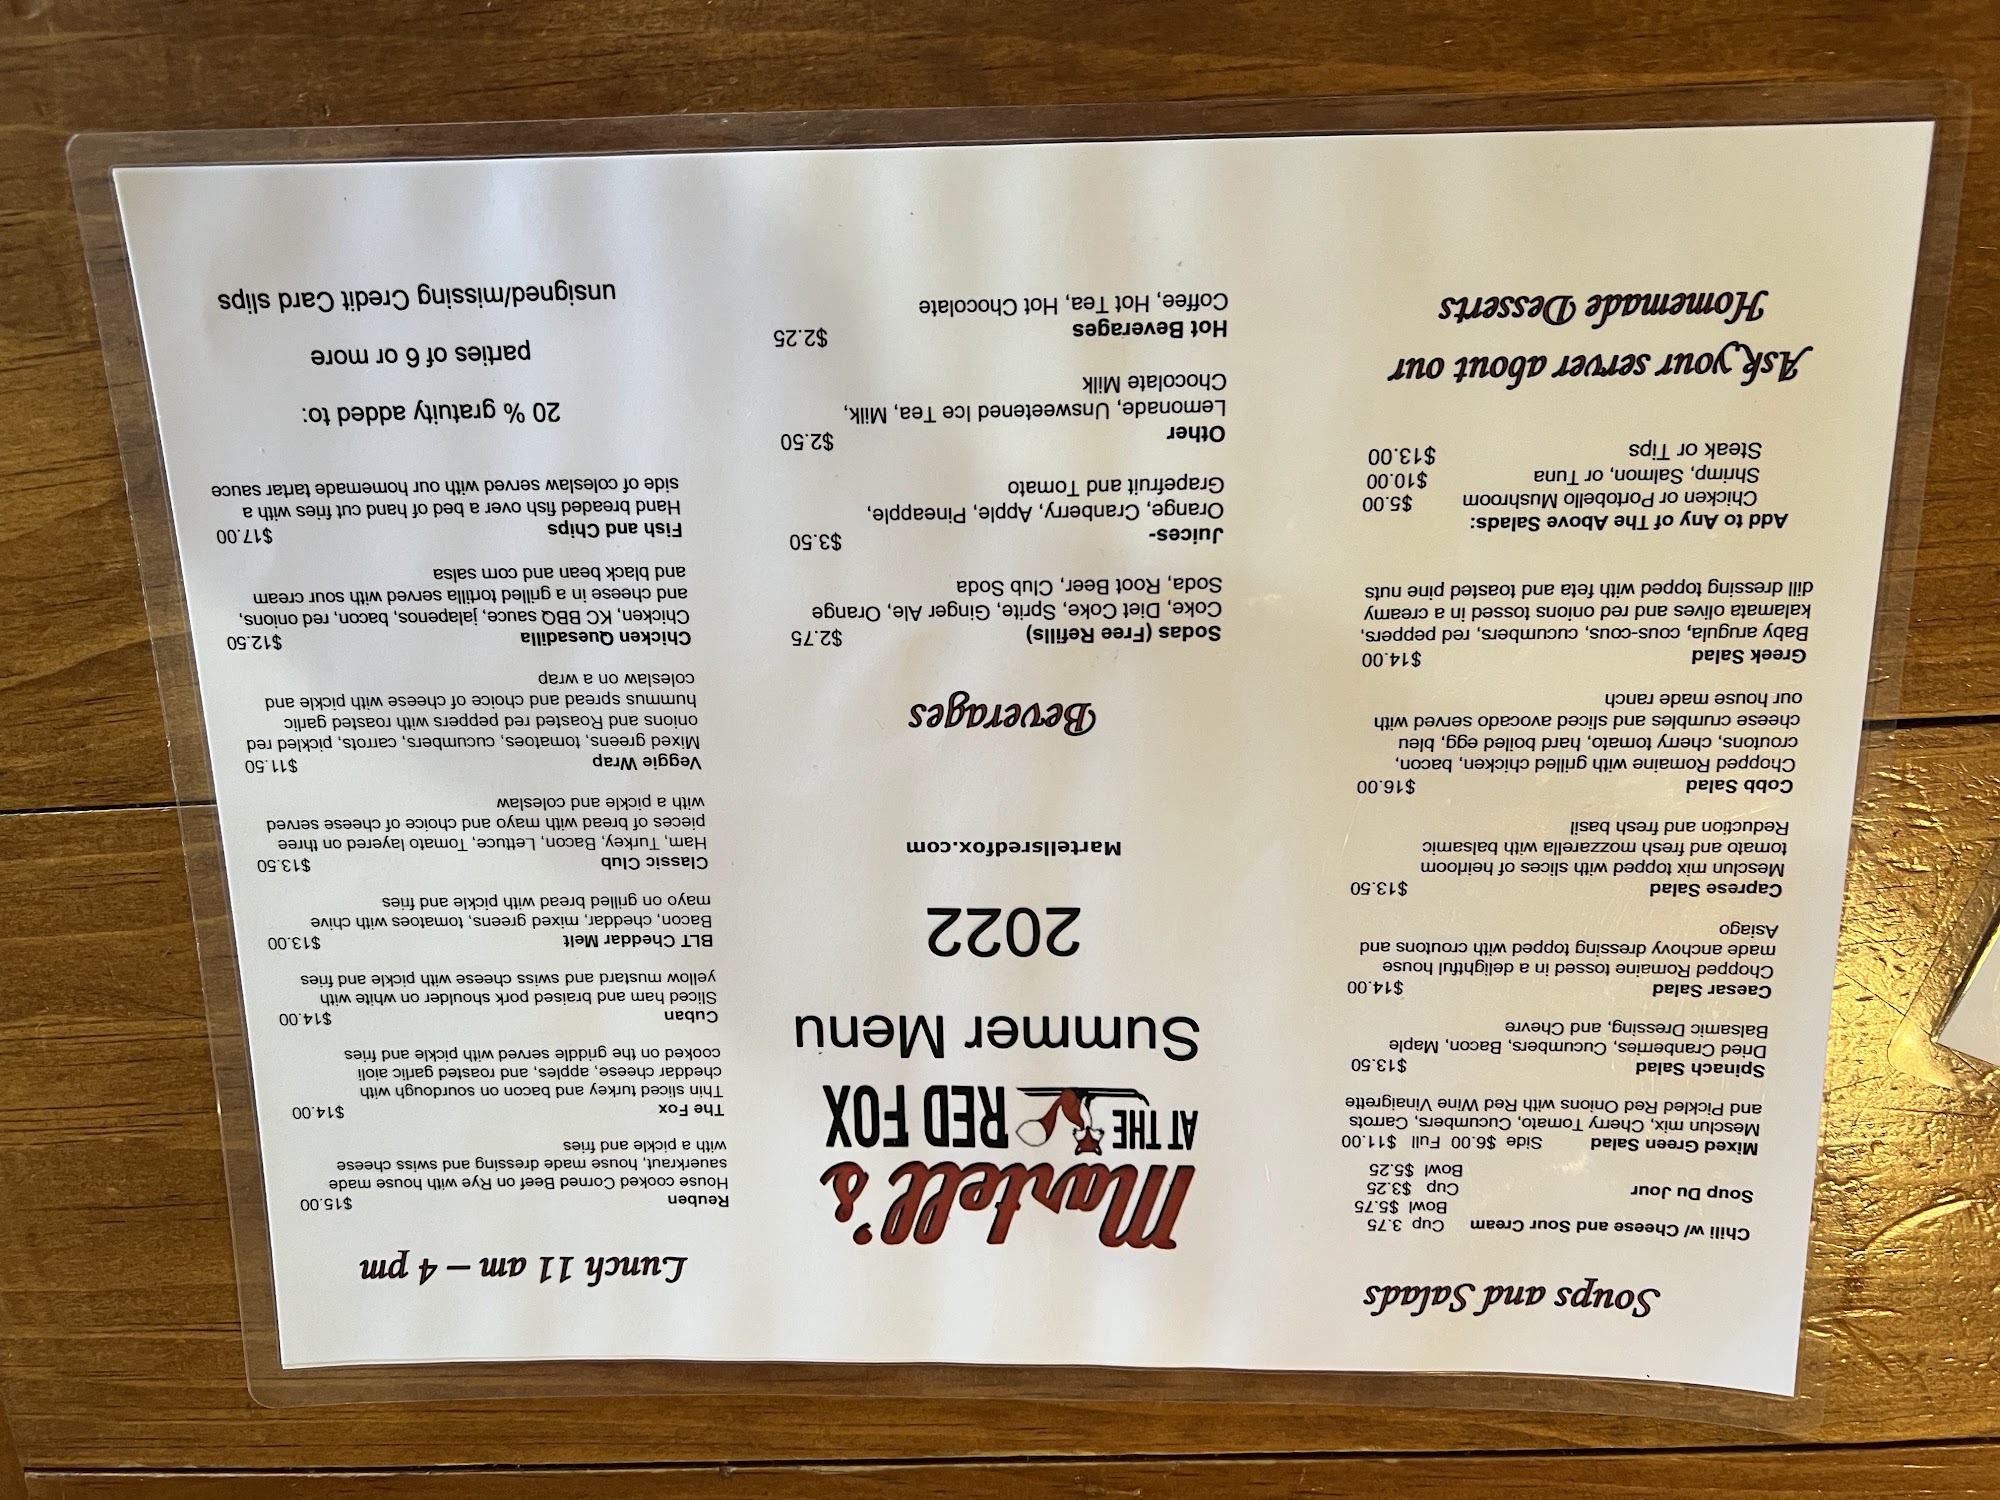 Soups and Salads
Chili w/ Cheese and Sour Cream Cup 3.75
Bowl $5.75
Soup Du Jour Cup $3.25
Bowl $5.25
Mixed Green Salad Side $6.00 Full $11.00
Mesclun mix, Cherry Tomato, Cucumbers, Carrots
and Pickled Red Onions with Red Wine Vinaigrette
Spinach Salad $13.50
Dried Cranberries, Cucumbers, Bacon, Maple
Balsamic Dressing, and Chevre
Caesar Salad $14.00
Chopped Romaine tossed in a delightful house
made anchovy dressing topped with croutons and
Asiago
Caprese Salad $13.50
Mesclun mix topped with slices of heirloom
tomato and fresh mozzarella with balsamic
Reduction and fresh basil
Cobb Salad $16.00
Chopped Romaine with grilled chicken, bacon,
croutons, cherry tomato, hard boiled egg, bleu
cheese crumbles and sliced avocado served with
our house made ranch
Greek Salad $14.00
Baby arugula, cous-cous, cucumbers, red peppers,
kalamata olives and red onions tossed in a creamy
dill dressing topped with feta and toasted pine nuts
Add to Any of The Above Salads:
Chicken or Portobello Mushroom $5.00
Shrimp, Salmon, or Tuna $10.00
Steak or Tips $13.00
Ask your server about our
Homemade Desserts
Martell's
AT THE RED FOX
Summer Menu
2022
Martellsredfox.com
Beverages
Sodas (Free Refills) $2.75
Coke, Diet Coke, Sprite, Ginger Ale, Orange
Soda, Root Beer, Club Soda
Juices- $3.50
Orange, Cranberry, Apple, Pineapple,
Grapefruit and Tomato
Other $2.50
Lemonade, Unsweetened Ice Tea, Milk,
Chocolate Milk
Hot Beverages $2.25
Coffee, Hot Tea, Hot Chocolate
Lunch 11 am – 4 pm
Reuben $15.00
House cooked Corned Beef on Rye with house made
sauerkraut, house made dressing and swiss cheese
with a pickle and fries
The Fox $14.00
Thin sliced turkey and bacon on sourdough with
cheddar cheese, apples, and roasted garlic aioli
cooked on the griddle served with pickle and fries
Cuban $14.00
Sliced ham and braised pork shoulder on white with
yellow mustard and swiss cheese with pickle and fries
BLT Cheddar Melt $13.00
Bacon, cheddar, mixed greens, tomatoes with chive
mayo on grilled bread with pickle and fries
Classic Club $13.50
Ham, Turkey, Bacon, Lettuce, Tomato layered on three
pieces of bread with mayo and choice of cheese served
with a pickle and coleslaw
Veggie Wrap $11.50
Mixed greens, tomatoes, cucumbers, carrots, pickled red
onions and Roasted red peppers with roasted garlic
hummus spread and choice of cheese with pickle and
coleslaw on a wrap
Chicken Quesadilla $12.50
Chicken, KC BBQ sauce, jalapenos, bacon, red onions,
and cheese in a grilled tortilla served with sour cream
and black bean and corn salsa
Fish and Chips $17.00
Hand breaded fish over a bed of hand cut fries with a
side of coleslaw served with our homemade tartar sauce
20 % gratuity added to:
parties of 6 or more
unsigned/missing Credit Card slips